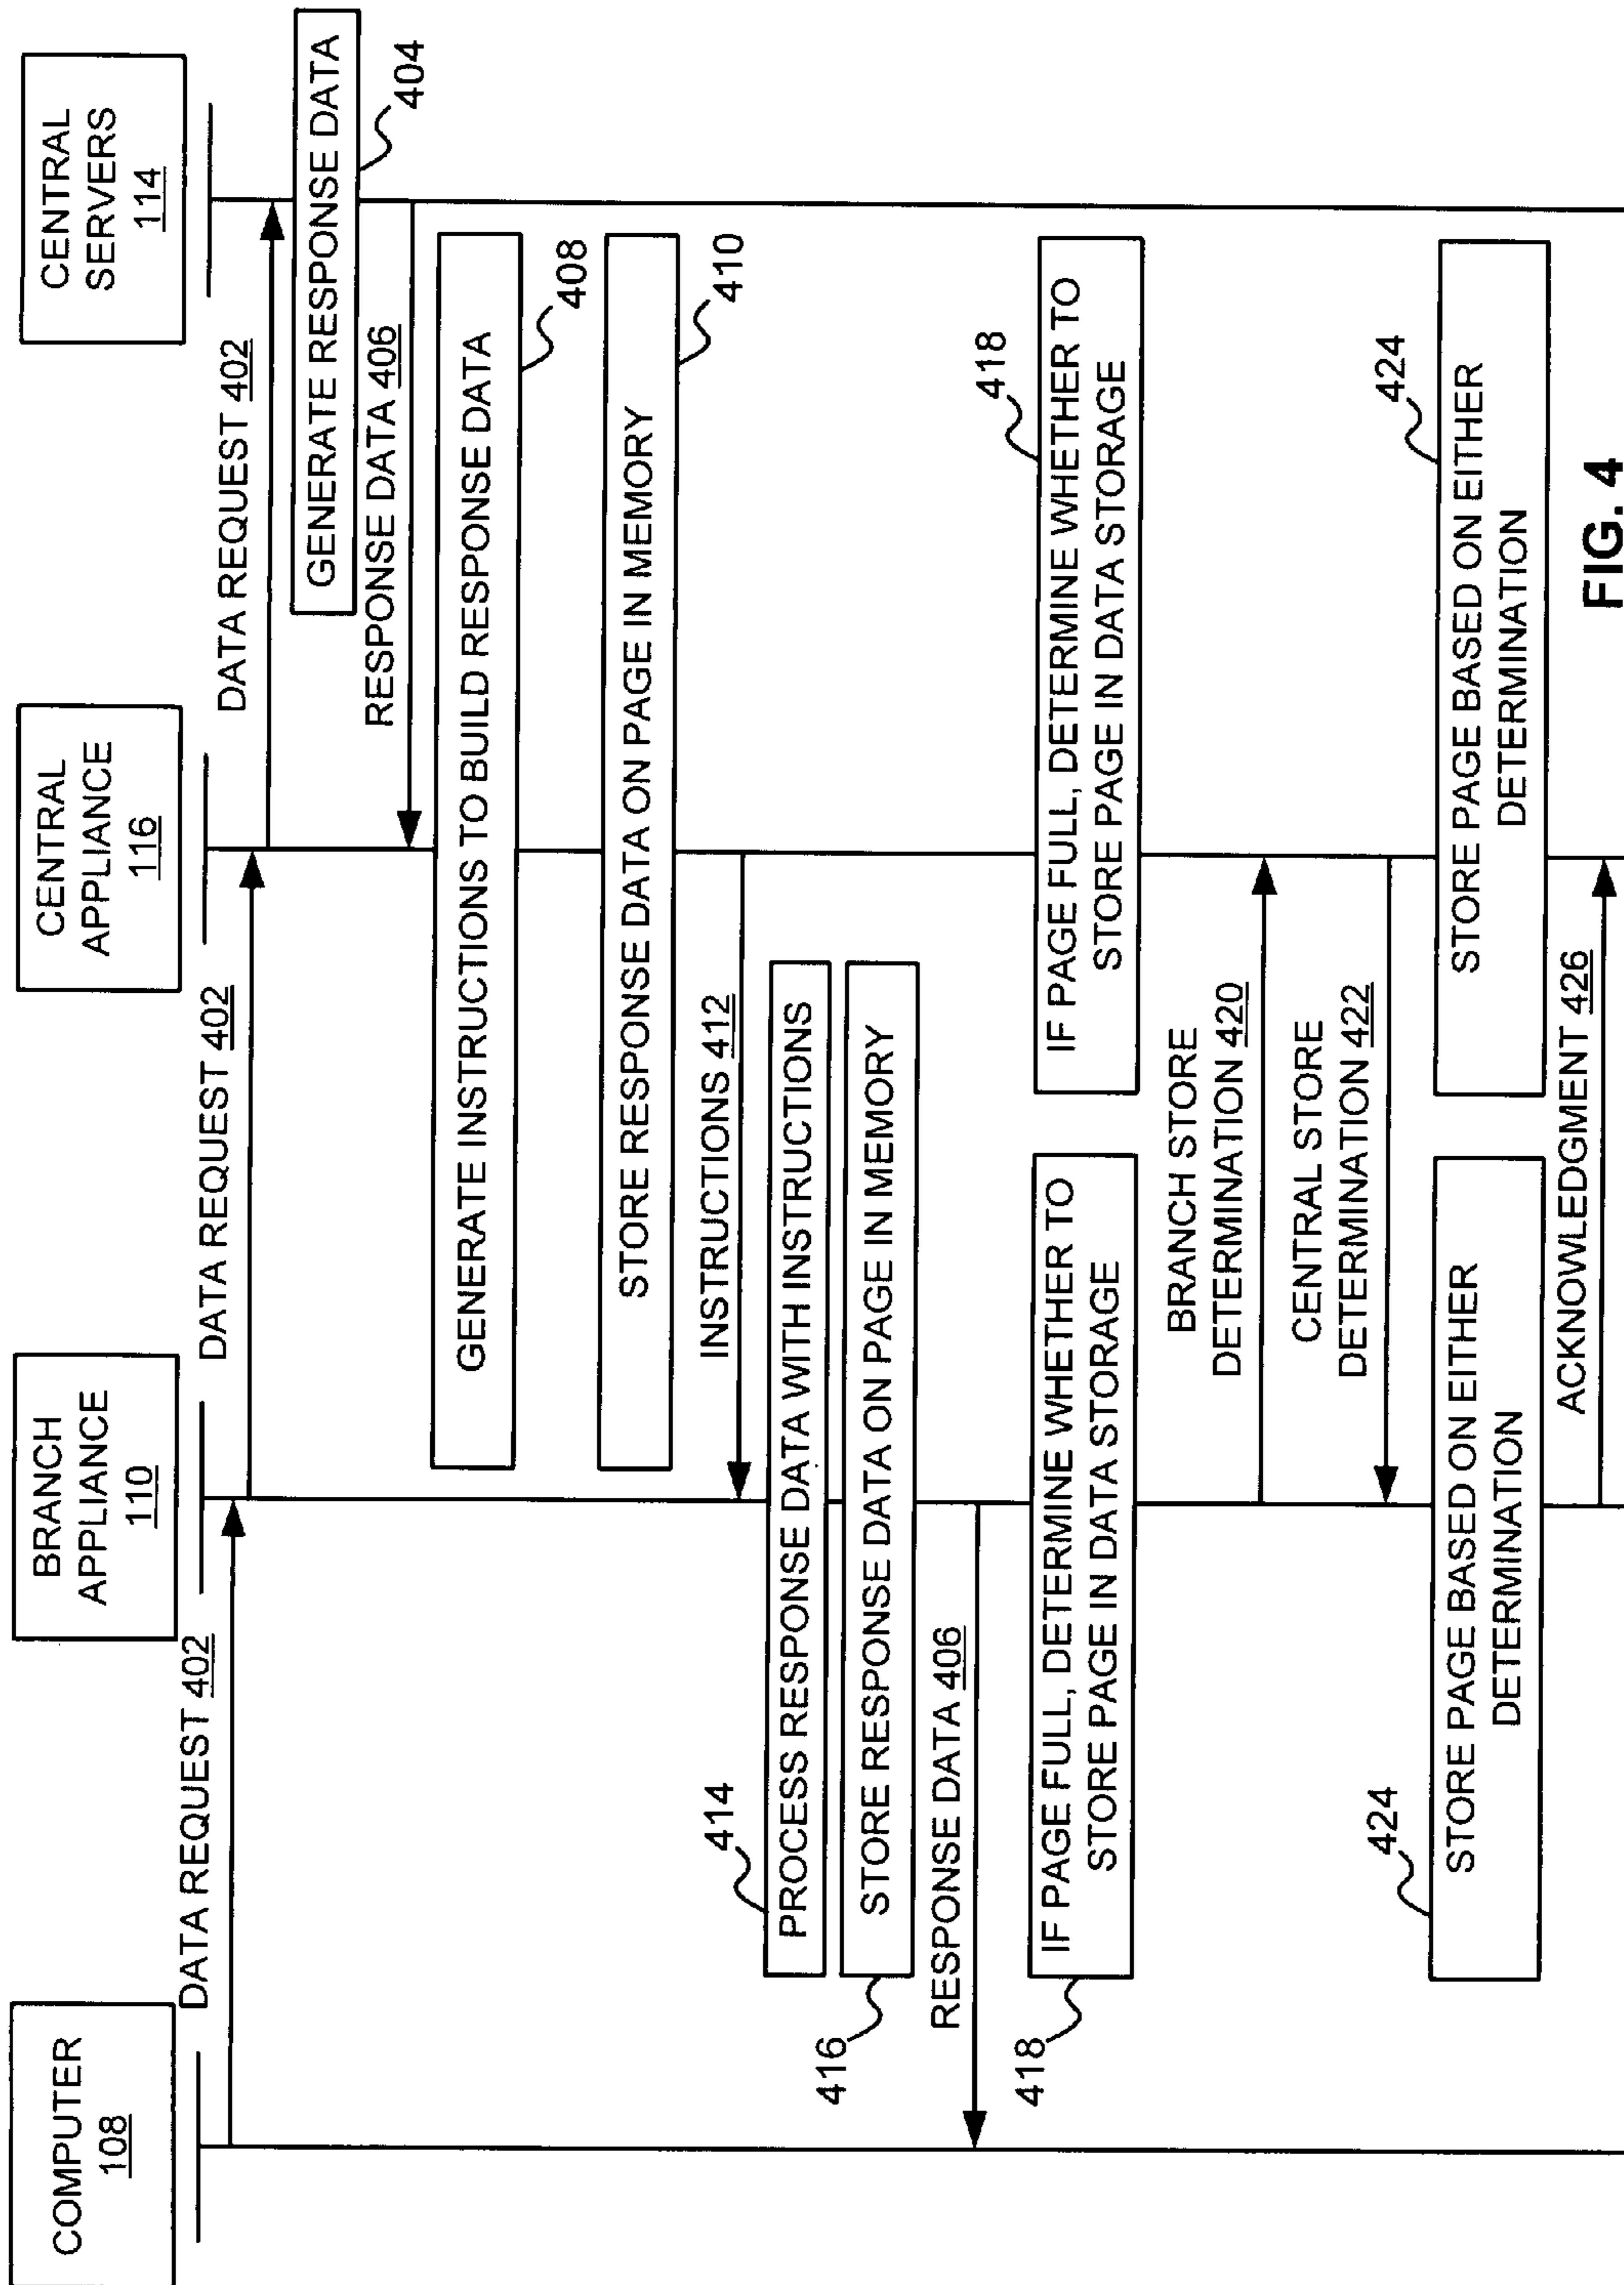 COMPUTER
108
BRANCH
APPLIANCE
110
CENTRAL
APPLIANCE
116
CENTRAL
SERVERS
114
DATA REQUEST 402
DATA REQUEST 402
DATA REQUEST 402
GENERATE RESPONSE DATA
404
RESPONSE DATA 406
GENERATE INSTRUCTIONS TO BUILD RESPONSE DATA
408
STORE RESPONSE DATA ON PAGE IN MEMORY
410
INSTRUCTIONS 412
414
PROCESS RESPONSE DATA WITH INSTRUCTIONS
STORE RESPONSE DATA ON PAGE IN MEMORY
416
RESPONSE DATA 406
418
IF PAGE FULL, DETERMINE WHETHER TO
STORE PAGE IN DATA STORAGE
IF PAGE FULL, DETERMINE WHETHER TO
STORE PAGE IN DATA STORAGE
418
BRANCH STORE
DETERMINATION 420
CENTRAL STORE
DETERMINATION 422
424
STORE PAGE BASED ON EITHER
DETERMINATION
STORE PAGE BASED ON EITHER
DETERMINATION
424
ACKNOWLEDGMENT 426
FIG. 4